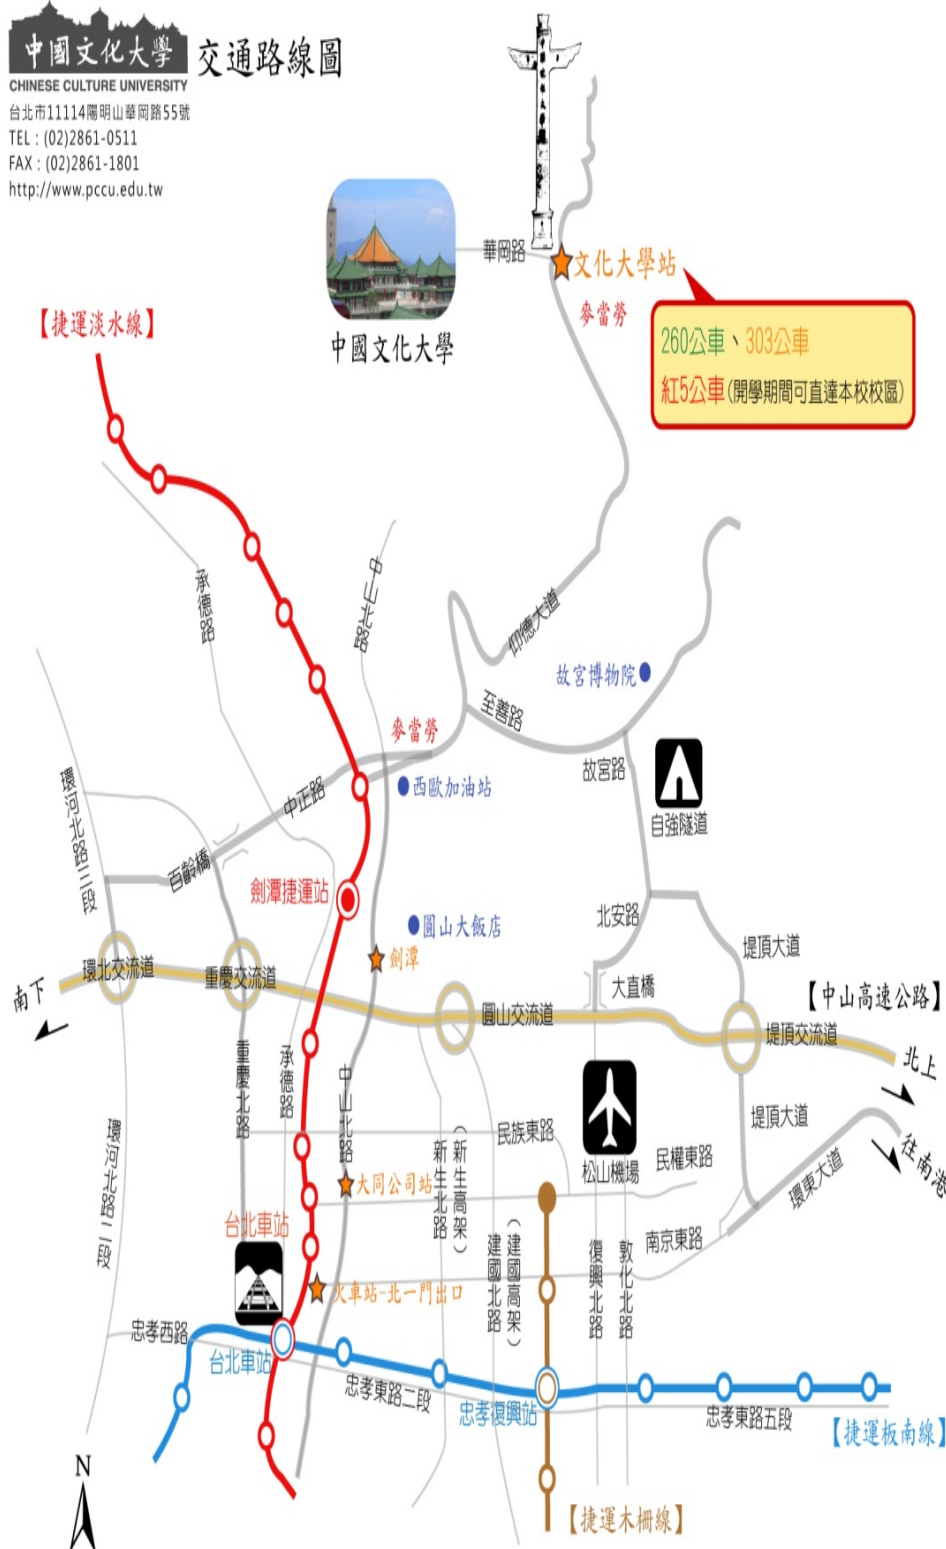 中國文化大學
交通路線圖
CHINESE CULTURE UNIVERSITY
台北市11114陽明山華岡路55號
TEL : (02)2861-0511
FAX : (02)2861-1801
http://www.pccu.edu.tw
華岡路
文化大學站
麥當勞
中國文化大學
260公車、303公車
紅5公車(開學期間可直達本校校區)
【捷運淡水線】
承德路
中山北路
仰德大道
故宮博物院
至善路
麥當勞
故宮路
環河北路三段
中正路
西歐加油站
自強隧道
百齡橋
劍潭捷運站
圓山大飯店
北安路
劍潭
堤頂大道
環北交流道
重慶交流道
大直橋
南下
圓山交流道
【中山高速公路】
堤頂交流道
北上
重慶北路
承德路
中山北路
民族東路
堤頂大道
環河北路二段
新生北路
(新生高架)
松山機場
民權東路
往南港
大同公司站
環東大道
台北車站
建國北路
(建國高架)
復興北路
敦化北路
南京東路
火車站-北一門出口
忠孝西路
台北車站
忠孝東路二段
忠孝復興站
忠孝東路五段
【捷運板南線】
N
【捷運木柵線】